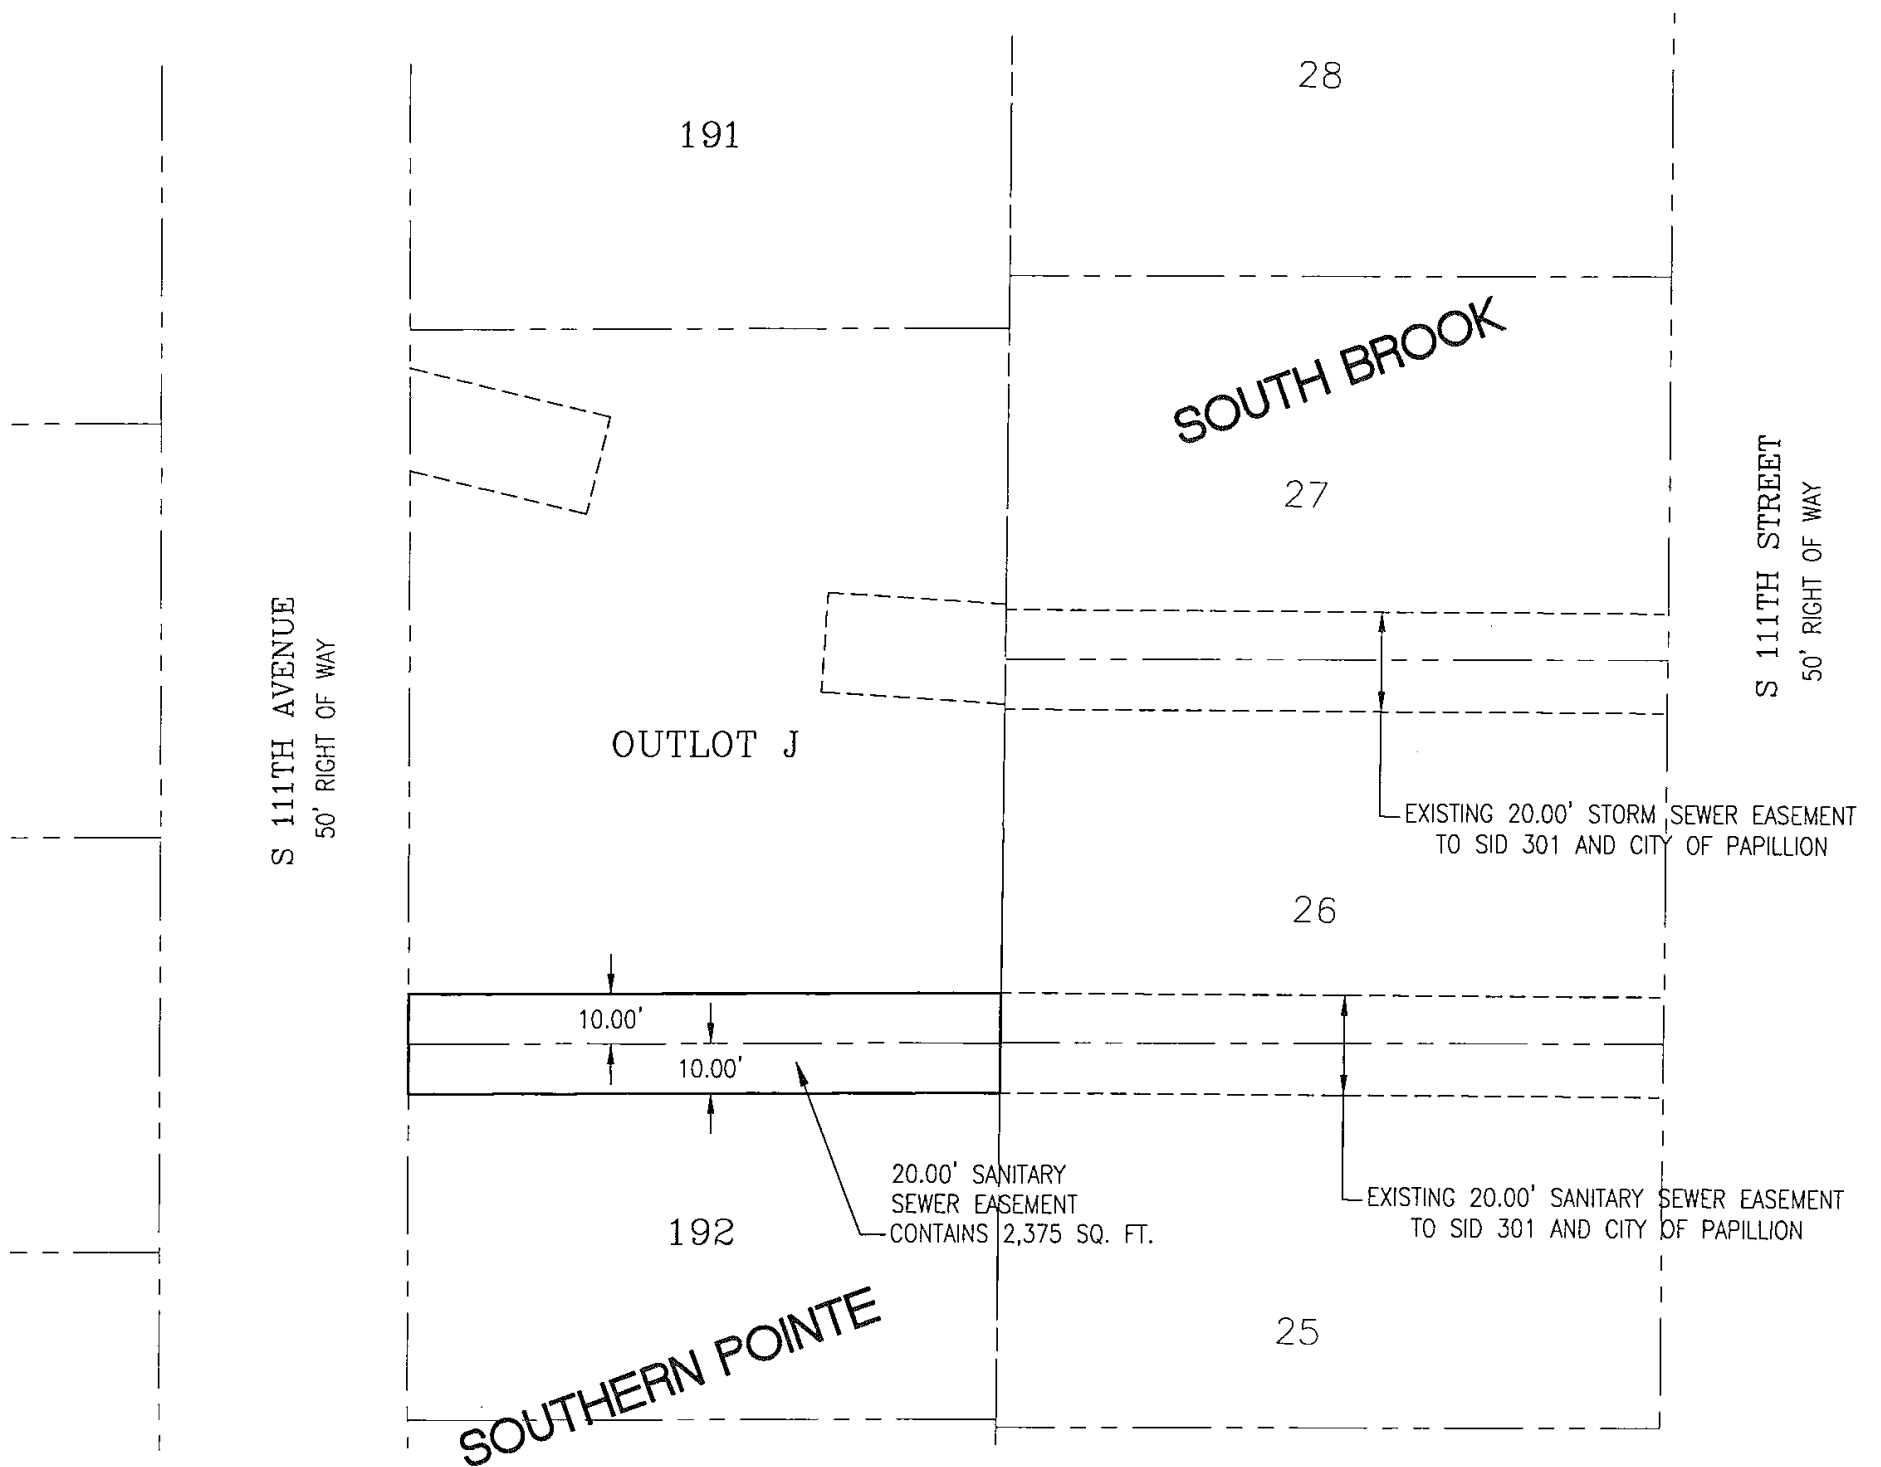 28
191
SOUTH BROOK
27
S 111TH STREET
50' RIGHT OF WAY
S 111TH AVENUE
50' RIGHT OF WAY
OUTLOT J
EXISTING 20.00' STORM SEWER EASEMENT
TO SID 301 AND CITY OF PAPILLION
26
10.00'
10.00'
20.00' SANITARY
SEWER EASEMENT
CONTAINS 2,375 SQ. FT.
EXISTING 20.00' SANITARY SEWER EASEMENT
TO SID 301 AND CITY OF PAPILLION
192
25
SOUTHERN POINTE